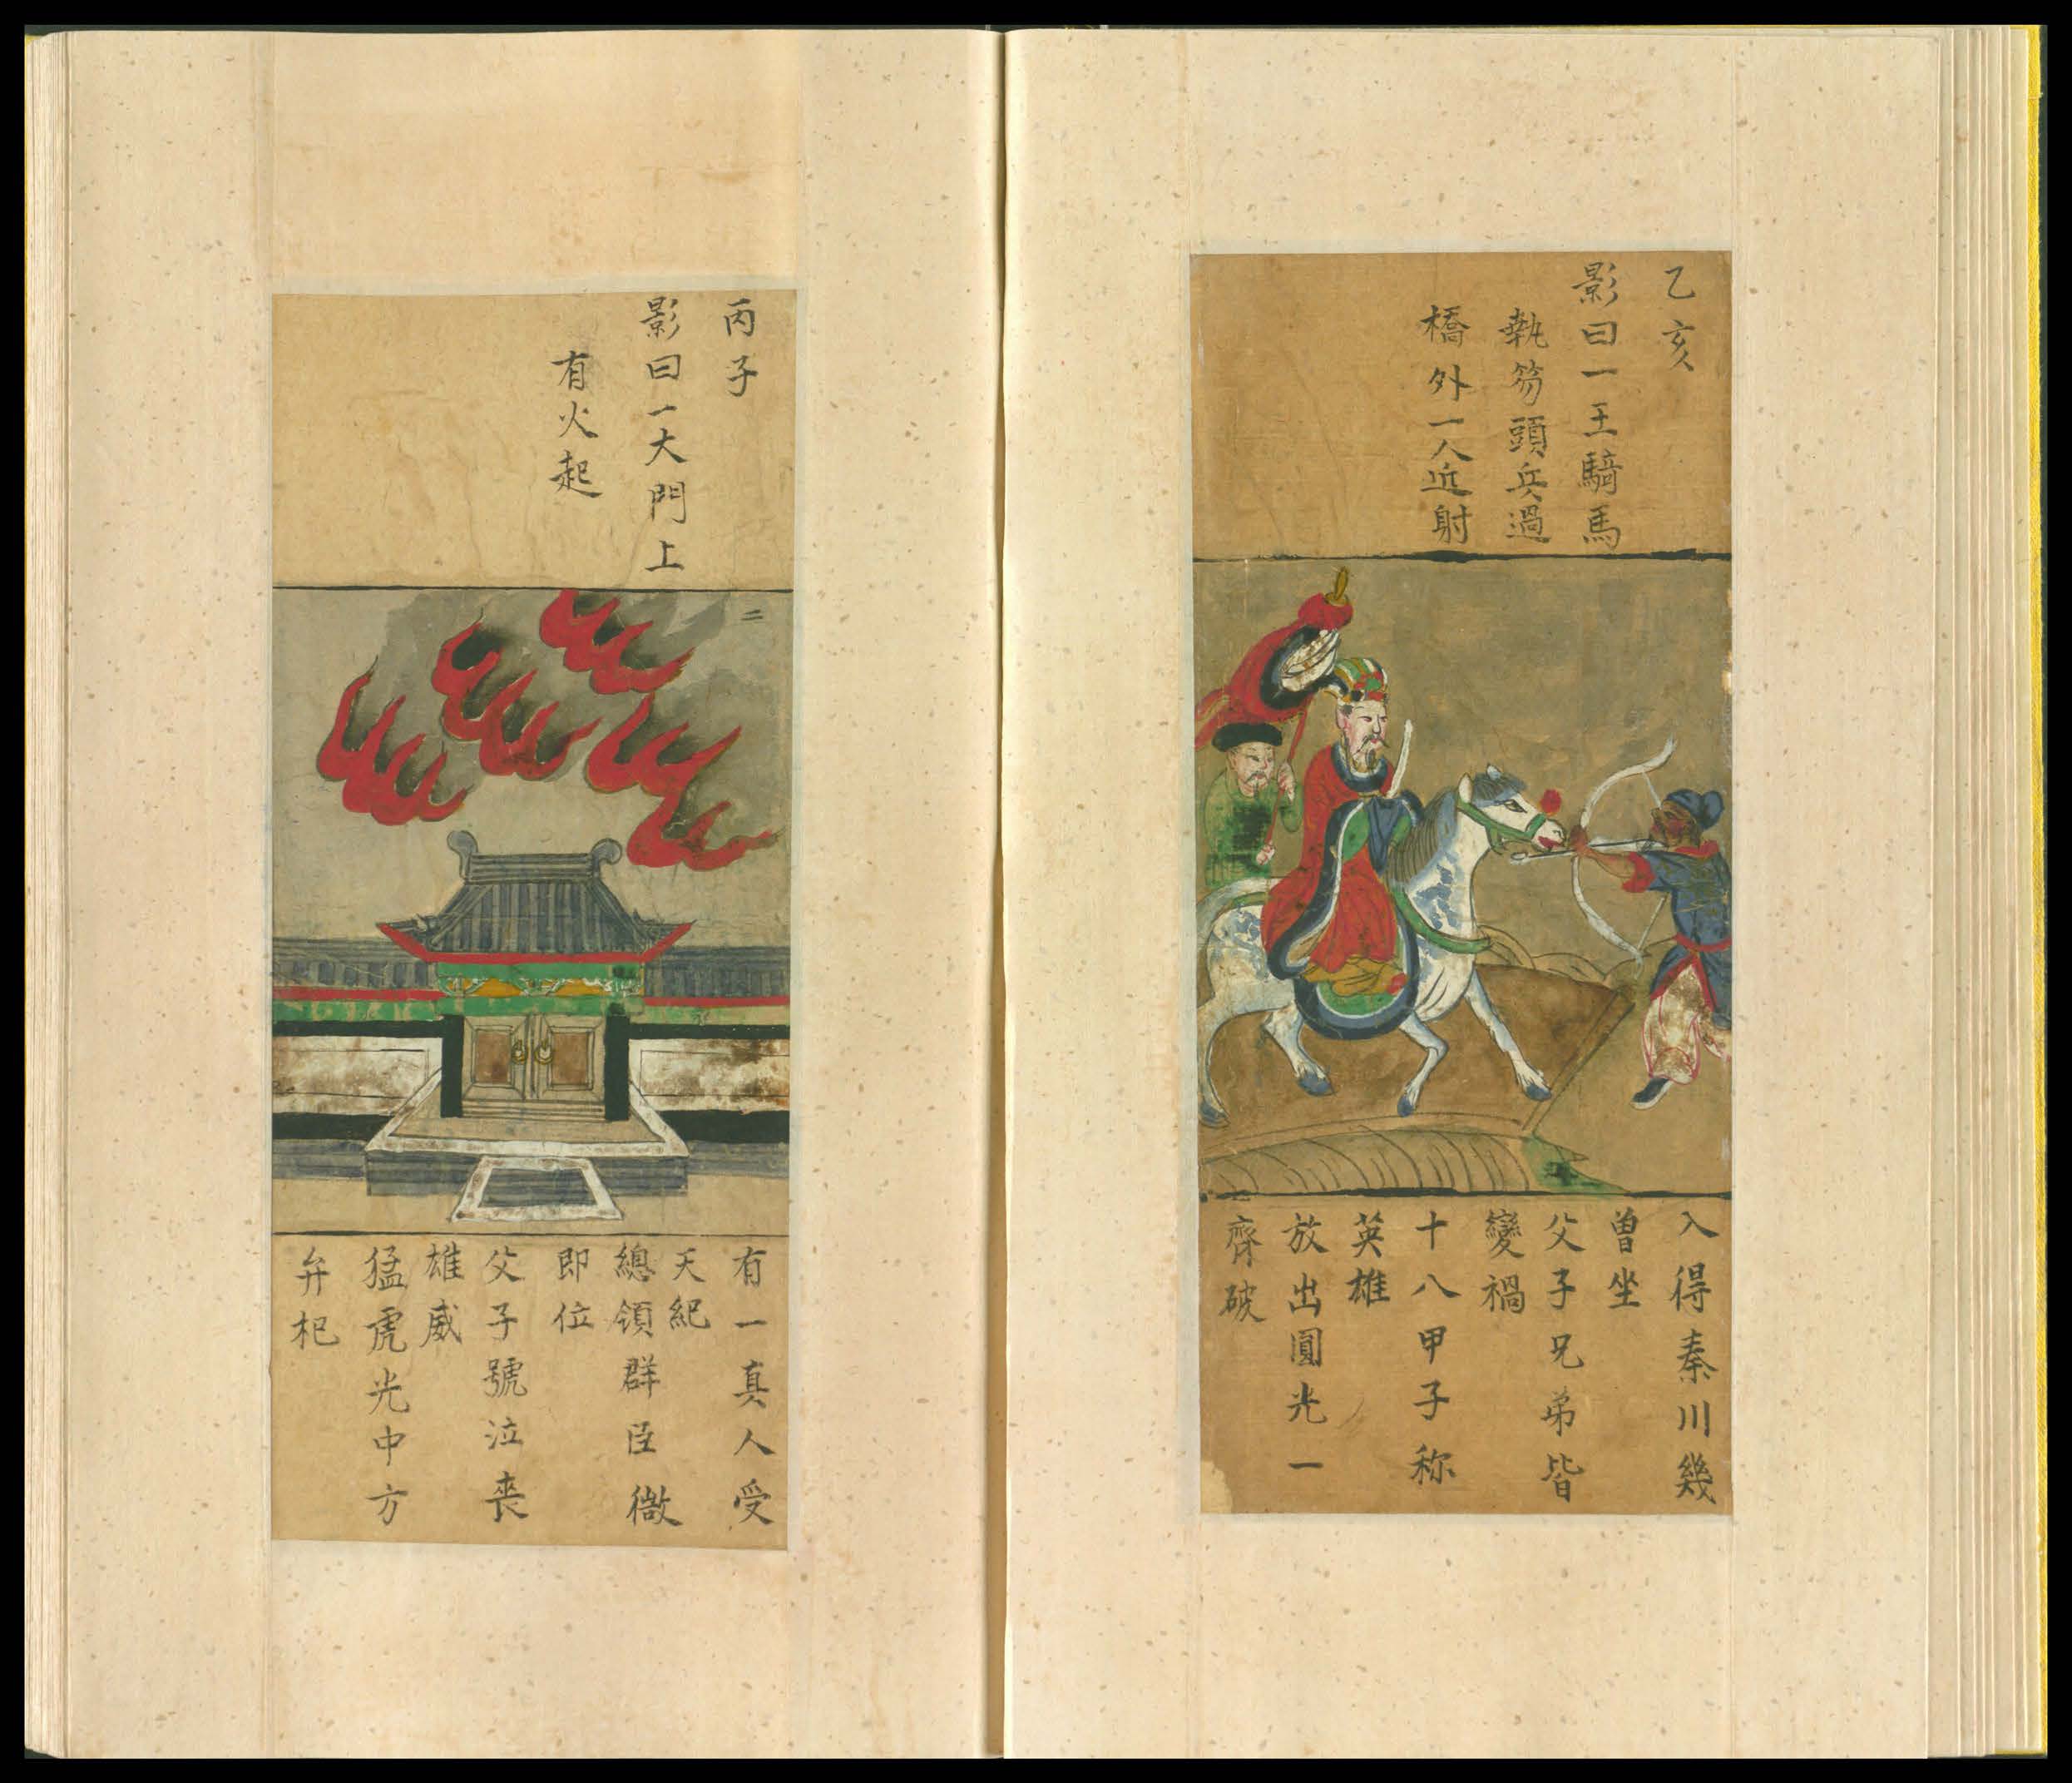 乙亥
影曰一王騎馬
執笏頭兵過
橋外一人近射
入得秦川幾
曽坐
父子兄弟皆
變禍
十八甲子称
英雄
放出圓光一
齊破
丙子
影曰一大門上
有火起
二
有一真人受
天紀
總領群臣
即位
父子號泣喪
雄威
猛虎光中方
弁杞